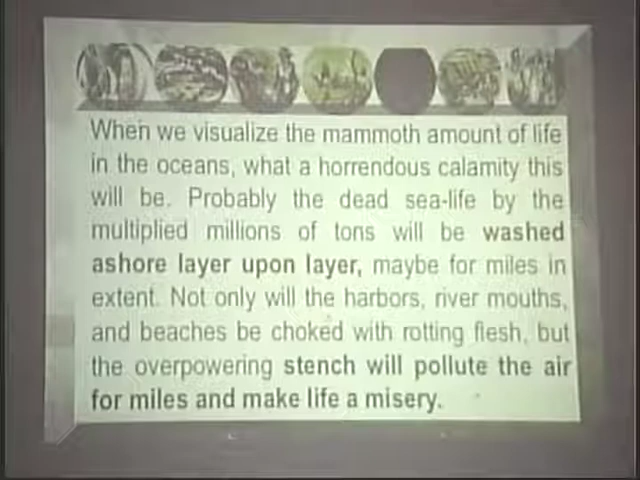 When we visualize the mammoth amount of life
in the oceans, what a horrendous calamity this
will be. Probably the dead sea-life by the
multiplied millions of tons will be washed
ashore layer upon layer, maybe for miles in
extent. Not only will the harbors, river mouths,
and beaches be choked with rotting flesh, but
the overpowering stench will pollute the air
for miles and make life a misery.